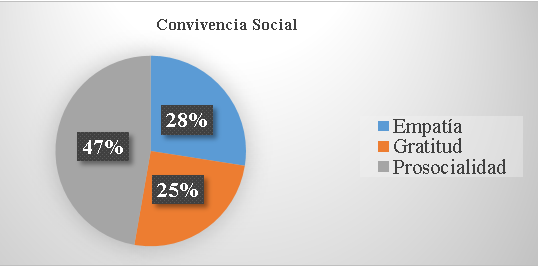 Convivencia Social
28%
47%
25%
Empatía
Gratitud
Prosocialidad